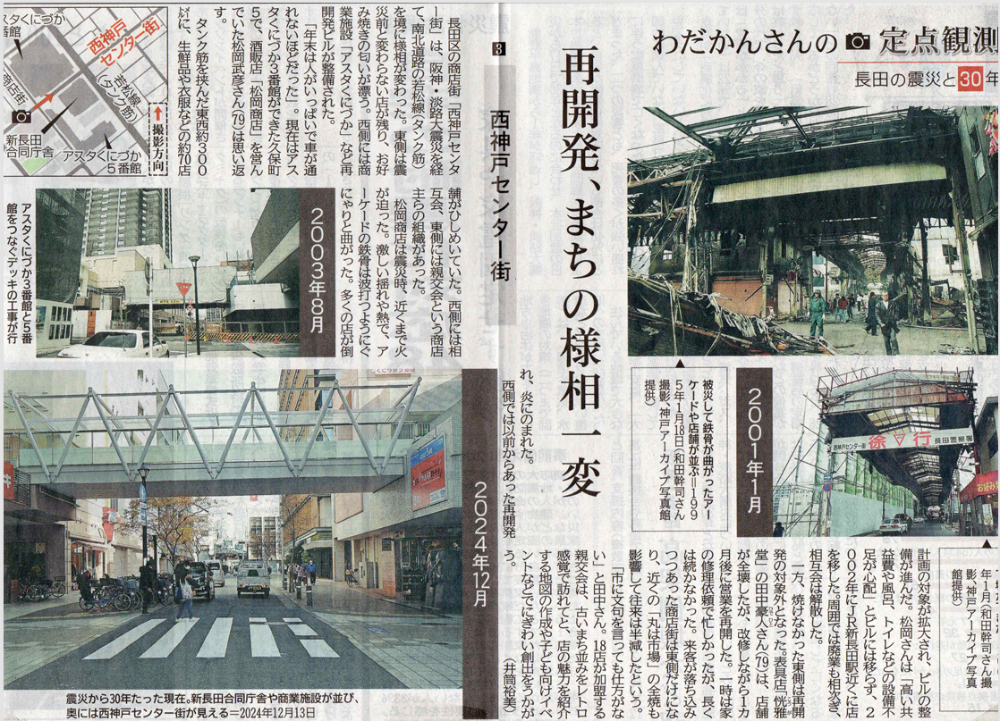 わだかんさんの定点観測
長田の震災と30年
再開発、まちの様相一変
3 西神戸センター街
長田区の商店街「西神戸センタ
ー街」は、阪神・淡路大震災を経
て、南北道路の若松線(タンク筋)
を境に様相が変わった。東側は震
災前と変わらない店が残り、お好
み焼きの匂いが漂う。西側には商
業施設「アスタくにづか」など再
開発ビルが整備された。
「年末は人がいっぱいで車が通
れないほどだった」。現在はアス
タくにづか3番館ができた久保町
5で、酒販店「松岡商店」を営ん
でいた松岡武彦さん(79)は思い返
す。
タンク筋を挟んだ東西約300
㍍に、生鮮品や衣服などの約70店
舗がひしめいていた。西側には相
互会、東側には親交会という商店
主らの組織があった。
松岡商店は震災時、近くまで火
が迫った。激しい揺れや熱で、ア
ーケードの鉄骨は波打つようにぐ
にゃりと曲がった。多くの店が倒
れ、炎にのまれた。
西側では以前からあった再開発
計画の対象が拡大され、ビルの整
備が進んだ。松岡さんは「高い共
益費や風呂、トイレなどの設備不
足が心配」とビルには移らず、2
002年にJR新長田駅近くに店
を移した。周囲では廃業も相次ぎ、
相互会は解散した。
一方、焼けなかった東側は再開
発の対象外となった。表具店「恍雅
堂」の田中豪人さん(79)は、店舗
が全壊したが、改修しながら1カ
月後に営業を再開した。一時は家
の修理依頼で忙しかったが、長く
は続かなかった。来客が落ち込み
つつあった商店街は東側だけにな
り、近くの「丸は市場」の全焼も
影響して往来は半減したという。
「市に文句を言っても仕方がな
い」と田中さん。18店が加盟する
親交会は、古いまち並みをレトロ
感覚で訪れてと、店の魅力を紹介
する地図の作成や子ども向けイベ
ントなどでにぎわい創出をうかが
う。
(井筒裕美)
被災して鉄骨が曲がったアー
ケードや店舗が並ぶ=199
5年1月18日(和田幹司さん
撮影、神戸アーカイブ写真館
提供)
2001年1月
西神戸センター街
徐▽行
長田警察署
年1月(和田幹司さん撮
影、神戸アーカイブ写真
館提供)
2003年8月
アスタくにづか3番館と5番
館をつなぐデッキの工事が行
2024年12月
震災から30年たった現在。新長田合同庁舎や商業施設が並び、
奥には西神戸センター街が見える=2024年12月13日
スタくにづか
番館
西神戸
センター街
若松線
(タンク筋)
商店街
新長田
合同庁舎
アスタくにづか
5番館
撮影方向